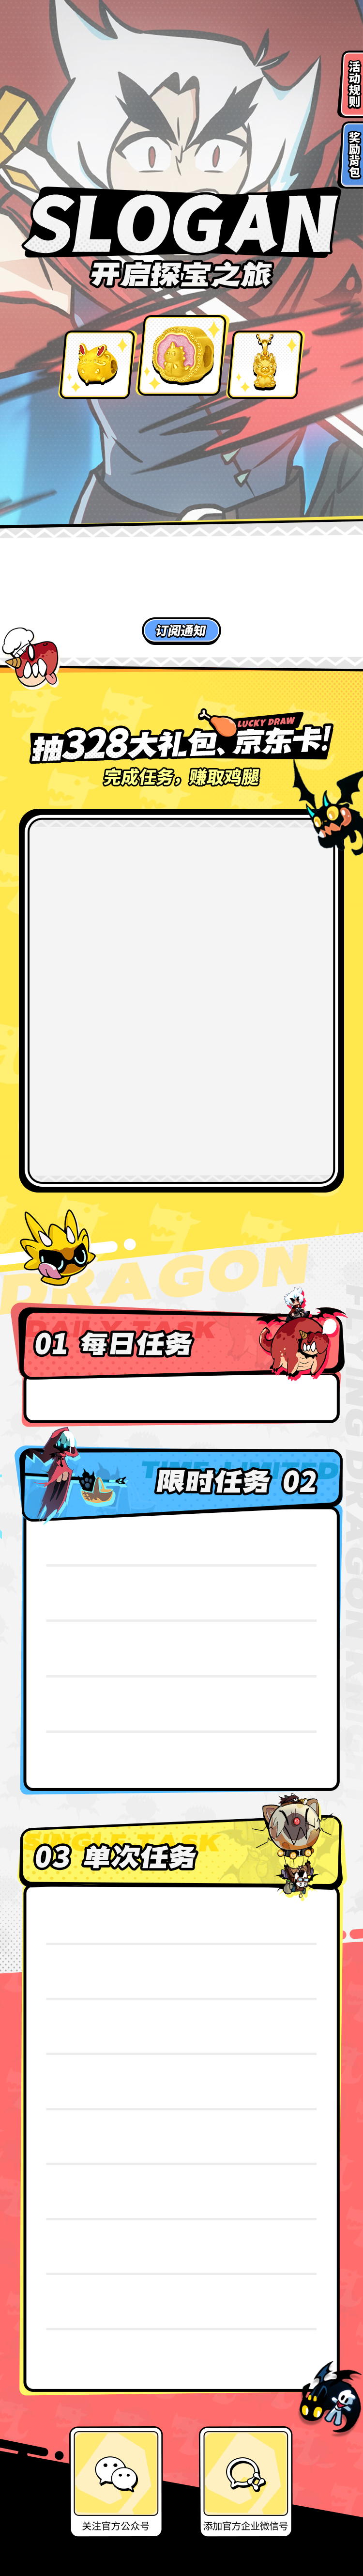 活动规则
奖励背包
SLOGAN
开启探宝之旅
订阅通知
LUCKY DRAW
抽328大礼包、京东卡!
完成任务，赚取鸡腿
DRAGON
DAILY TASK
01 每日任务
TIME-LIMITED
限时任务 02
SINGLE TASK
03 单次任务
关注官方公众号
添加官方企业微信号